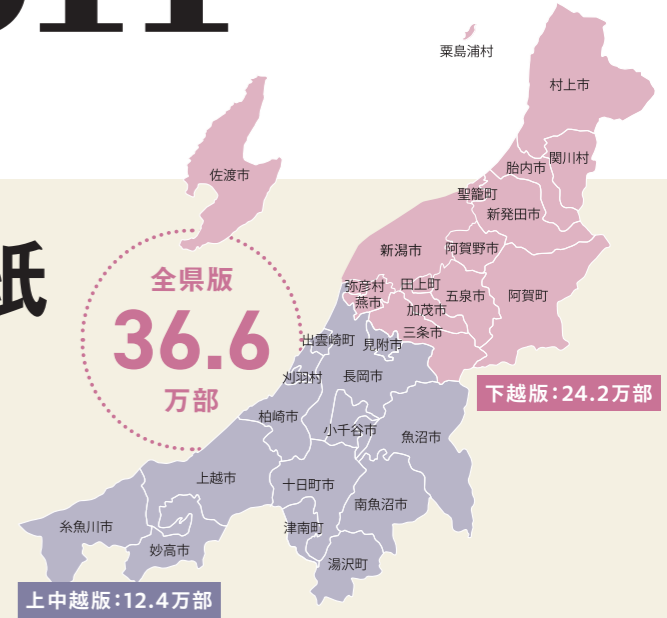 粟島浦村
村上市
関川村
胎内市
佐渡市
聖籠町
新発田市
紙
新潟市
阿賀野市
全県版
36.6
万部
弥彦村
燕市
田上町
五泉市
阿賀町
加茂市
三条市
出雲崎町
見附市
刈羽村
長岡市
下越版：24.2万部
柏崎市
小千谷市
魚沼市
上越市
十日町市
南魚沼市
糸魚川市
津南町
妙高市
湯沢町
上中越版：12.4万部